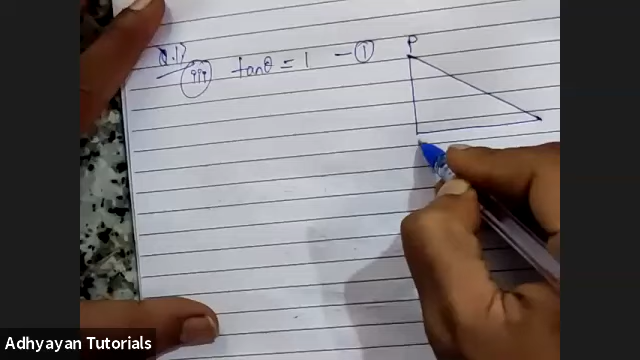 Q.1)
tanθ = 1 — ①
P
Adhyayan Tutorials